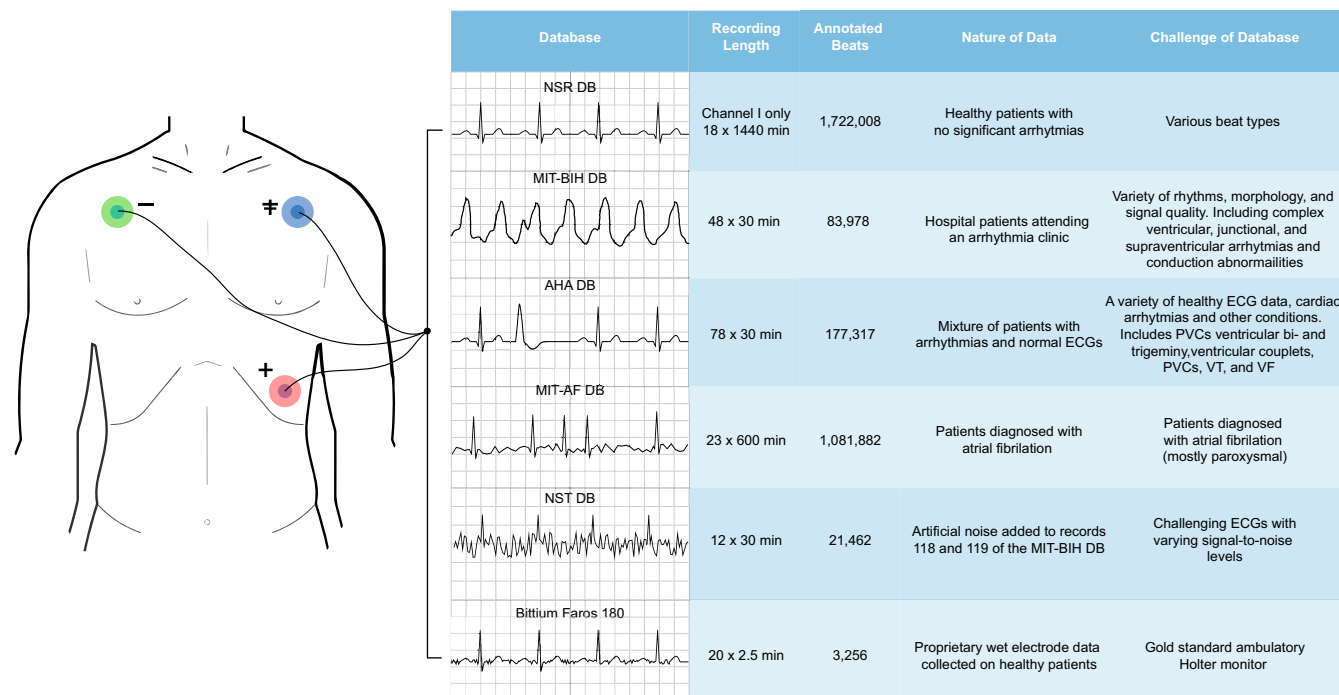 Database
Recording
Length
Annotated
Beats
Nature of Data
Challenge of Database
NSR DB
Channel I only
18 x 1440 min
1,722,008
Healthy patients with
no significant arrhytmias
Various beat types
MIT-BIH DB
48 x 30 min
83,978
Hospital patients attending
an arrhythmia clinic
Variety of rhythms, morphology, and
signal quality. Including complex
ventricular, junctional, and
supraventricular arrhytmias and
conduction abnormailities
AHA DB
78 x 30 min
177,317
Mixture of patients with
arrhythmias and normal ECGs
A variety of healthy ECG data, cardiac
arrhytmias and other conditions.
Includes PVCs ventricular bi- and
trigeminy,ventricular couplets,
PVCs, VT, and VF
MIT-AF DB
23 x 600 min
1,081,882
Patients diagnosed with
atrial fibrilation
Patients diagnosed
with atrial fibrilation
(mostly paroxysmal)
NST DB
12 x 30 min
21,462
Artificial noise added to records
118 and 119 of the MIT-BIH DB
Challenging ECGs with
varying signal-to-noise
levels
Bittium Faros 180
20 x 2.5 min
3,256
Proprietary wet electrode data
collected on healthy patients
Gold standard ambulatory
Holter monitor